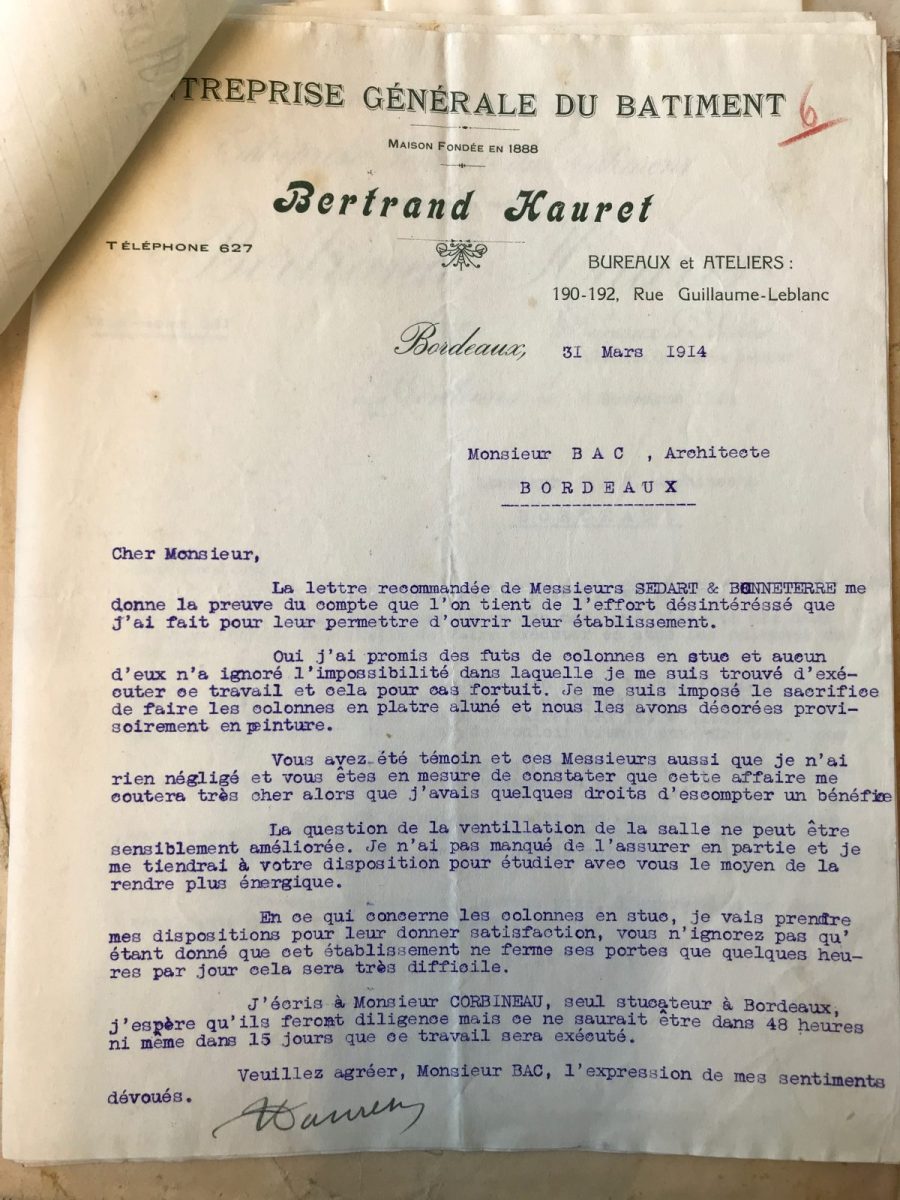 NTREPRISE GÉNÉRALE DU BATIMENT
6
MAISON FONDÉE EN 1888
Bertrand Hauret
TÉLÉPHONE 627
BUREAUX et ATELIERS :
190-192, Rue Guillaume-Leblanc
Bordeaux, 31 Mars 1914
Monsieur B A C , Architecte
B O R D E A U X
Cher Monsieur,
La lettre recommandée de Messieurs SEDART & BONNETERRE me
donne la preuve du compte que l'on tient de l'effort désintéréssé que
j'ai fait pour leur permettre d'ouvrir leur établissement.
Oui j'ai promis des futs de colonnes en stuc et aucun
d'eux n'a ignoré l'impossibilité dans laquelle je me suis trouvé d'exé-
cuter ce travail et cela pour cas fortuit. Je me suis imposé le sacrifice
de faire les colonnes en platre aluné et nous les avons décorées provi-
soirement en peinture.
Vous avez été témoin et ces Messieurs aussi que je n'ai
rien négligé et vous êtes en mesure de constater que cette affaire me
coutera très cher alors que j'avais quelques droits d'escompter un bénéfice
La question de la ventillation de la salle ne peut être
sensiblement améliorée. Je n'ai pas manqué de l'assurer en partie et je
me tiendrai à votre disposition pour étudier avec vous le moyen de la
rendre plus énergique.
En ce qui concerne les colonnes en stuc, je vais prendre
mes dispositions pour leur donner satisfaction, vous n'ignorez pas qu'
étant donné que cet établissement ne ferme ses portes que quelques heu-
res par jour cela sera très difficile.
J'écris à Monsieur CORBINEAU, seul stucateur à Bordeaux,
j'espère qu'ils feront diligence mais ce ne saurait être dans 48 heures
ni même dans 15 jours que ce travail sera exécuté.
Veuillez agréer, Monsieur BAC, l'expression de mes sentiments
dévoués.
Hauret